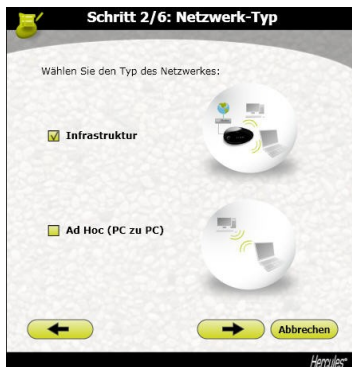 Schritt 2/6: Netzwerk-Typ
Wählen Sie den Typ des Netzwerkes:
Infrastruktur
Ad Hoc (PC zu PC)
Abbrechen
Hercules